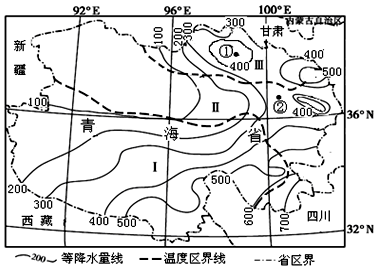 92°E
96°E
100°E
甘肃
内蒙古自治区
新
疆
100
200
300
300
①
400
Ⅲ
400
500
Ⅱ
②
400
100
36°N
青
海
省
Ⅰ
200
300
西藏
400
500
500
600
700
四川
32°N
200 等降水量线
温度区界线
省区界